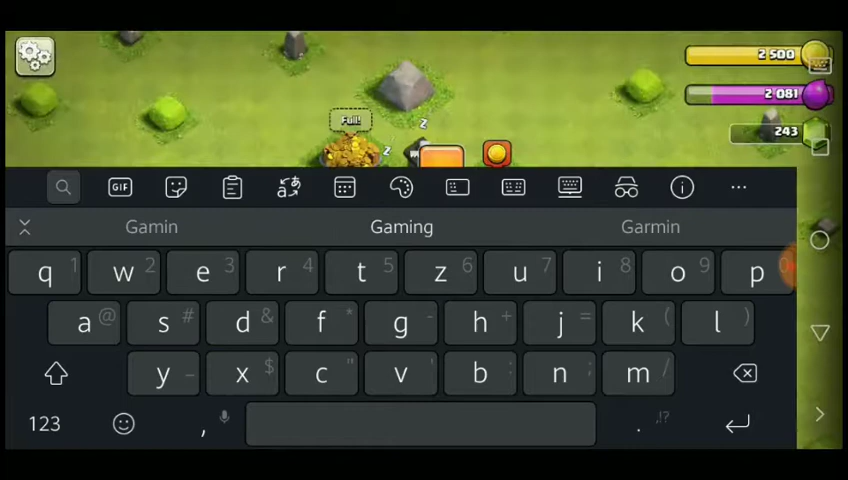 2 500
2 081
Full!
z
z
243
GIF
Gamin Gaming Garmin
q 1 w 2 e 3 r 4 t 5 z 6 u 7 i 8 o 9 p 0
a @ s # d & f * g - h + j = k ( l )
y _ x $ c " v ' b : n ; m /
123 , . ,!?